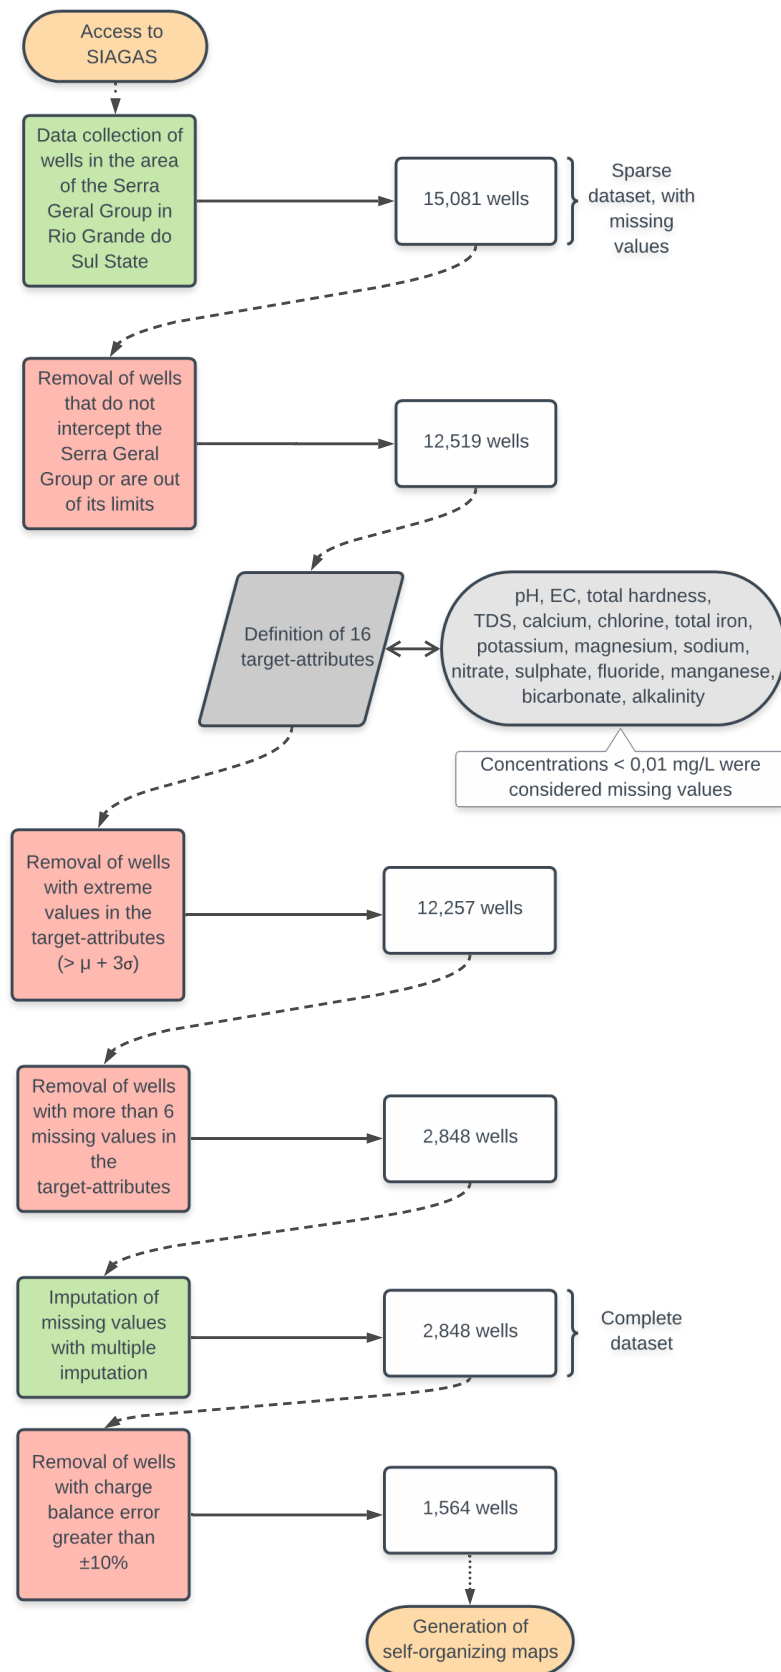 Access to
SIAGAS
Data collection of
wells in the area
of the Serra
Geral Group in
Rio Grande do
Sul State
15,081 wells
Sparse
dataset, with
missing
values
Removal of wells
that do not
intercept the
Serra Geral
Group or are out
of its limits
12,519 wells
Definition of 16
target-attributes
pH, EC, total hardness,
TDS, calcium, chlorine, total iron,
potassium, magnesium, sodium,
nitrate, sulphate, fluoride, manganese,
bicarbonate, alkalinity
Concentrations < 0,01 mg/L were
considered missing values
Removal of wells
with extreme
values in the
target-attributes
(> μ + 3σ)
12,257 wells
Removal of wells
with more than 6
missing values in
the
target-attributes
2,848 wells
Imputation of
missing values
with multiple
imputation
2,848 wells
Complete
dataset
Removal of wells
with charge
balance error
greater than
±10%
1,564 wells
Generation of
self-organizing maps